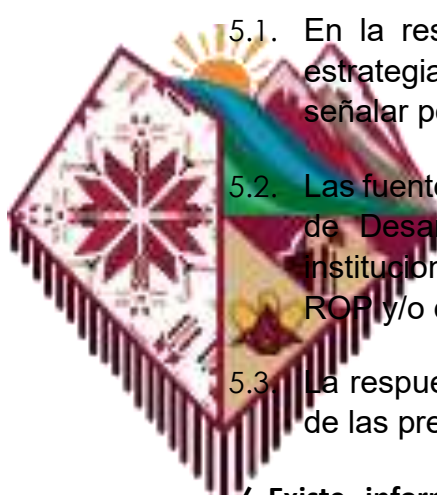 5.1. En la res
estrategia
señalar p
5.2. Las fuent
de Desar
institucion
ROP y/o
5.3. La respue
de las pre
Existe infor